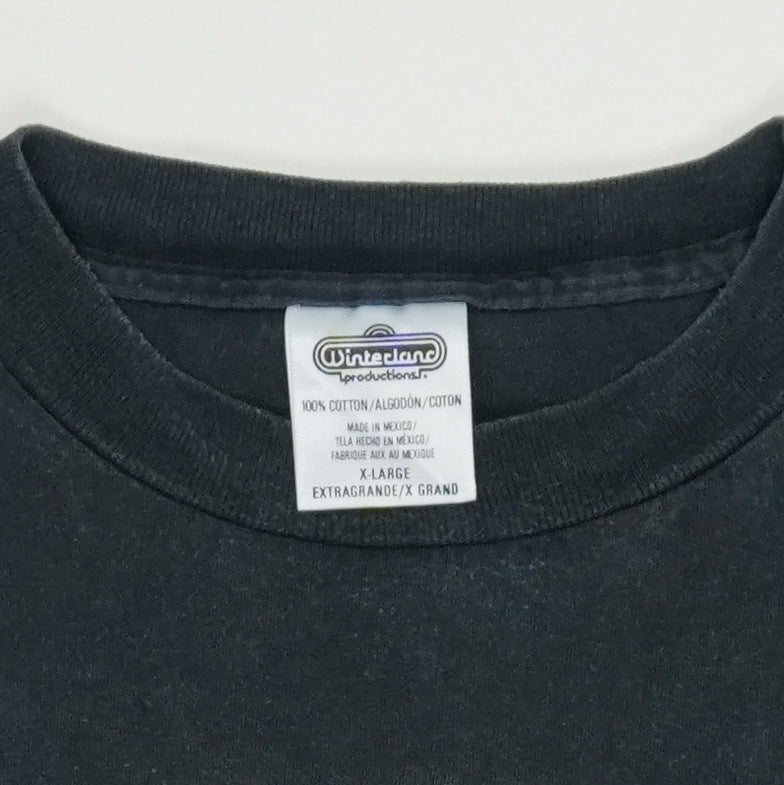 Winterland
productions.
100% COTTON/ALGODÓN/COTON
MADE IN MEXICO/
TELA HECHO EN MÉXICO/
FABRIQUE AUX AU MEXIQUE
X-LARGE
EXTRAGRANDE/X GRAND